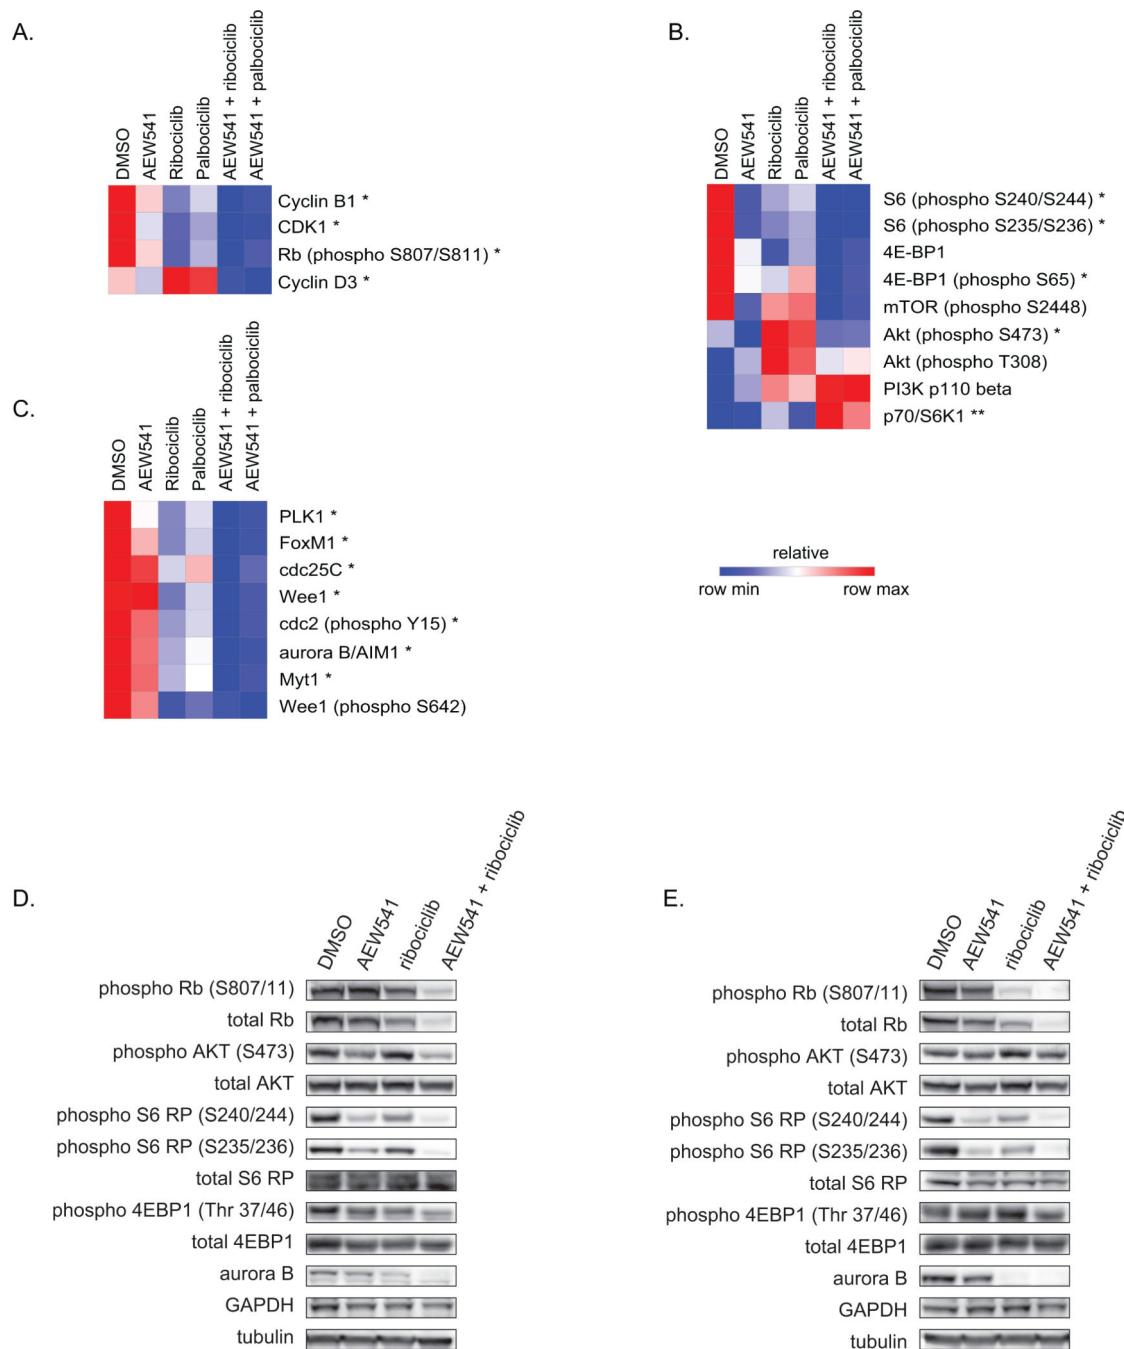 A.
DMSO
AEW541
Ribociclib
Palbociclib
AEW541 + ribociclib
AEW541 + palbociclib
Cyclin B1 *
CDK1 *
Rb (phospho S807/S811) *
Cyclin D3 *
B.
DMSO
AEW541
Ribociclib
Palbociclib
AEW541 + ribociclib
AEW541 + palbociclib
S6 (phospho S240/S244) *
S6 (phospho S235/S236) *
4E-BP1
4E-BP1 (phospho S65) *
mTOR (phospho S2448)
Akt (phospho S473) *
Akt (phospho T308)
PI3K p110 beta
p70/S6K1 **
relative
row min
row max
C.
DMSO
AEW541
Ribociclib
Palbociclib
AEW541 + ribociclib
AEW541 + palbociclib
PLK1 *
FoxM1 *
cdc25C *
Wee1 *
cdc2 (phospho Y15) *
aurora B/AIM1 *
Myt1 *
Wee1 (phospho S642)
D.
DMSO
AEW541
ribociclib
AEW541 + ribociclib
phospho Rb (S807/11)
total Rb
phospho AKT (S473)
total AKT
phospho S6 RP (S240/244)
phospho S6 RP (S235/236)
total S6 RP
phospho 4EBP1 (Thr 37/46)
total 4EBP1
aurora B
GAPDH
tubulin
E.
DMSO
AEW541
ribociclib
AEW541 + ribociclib
phospho Rb (S807/11)
total Rb
phospho AKT (S473)
total AKT
phospho S6 RP (S240/244)
phospho S6 RP (S235/236)
total S6 RP
phospho 4EBP1 (Thr 37/46)
total 4EBP1
aurora B
GAPDH
tubulin